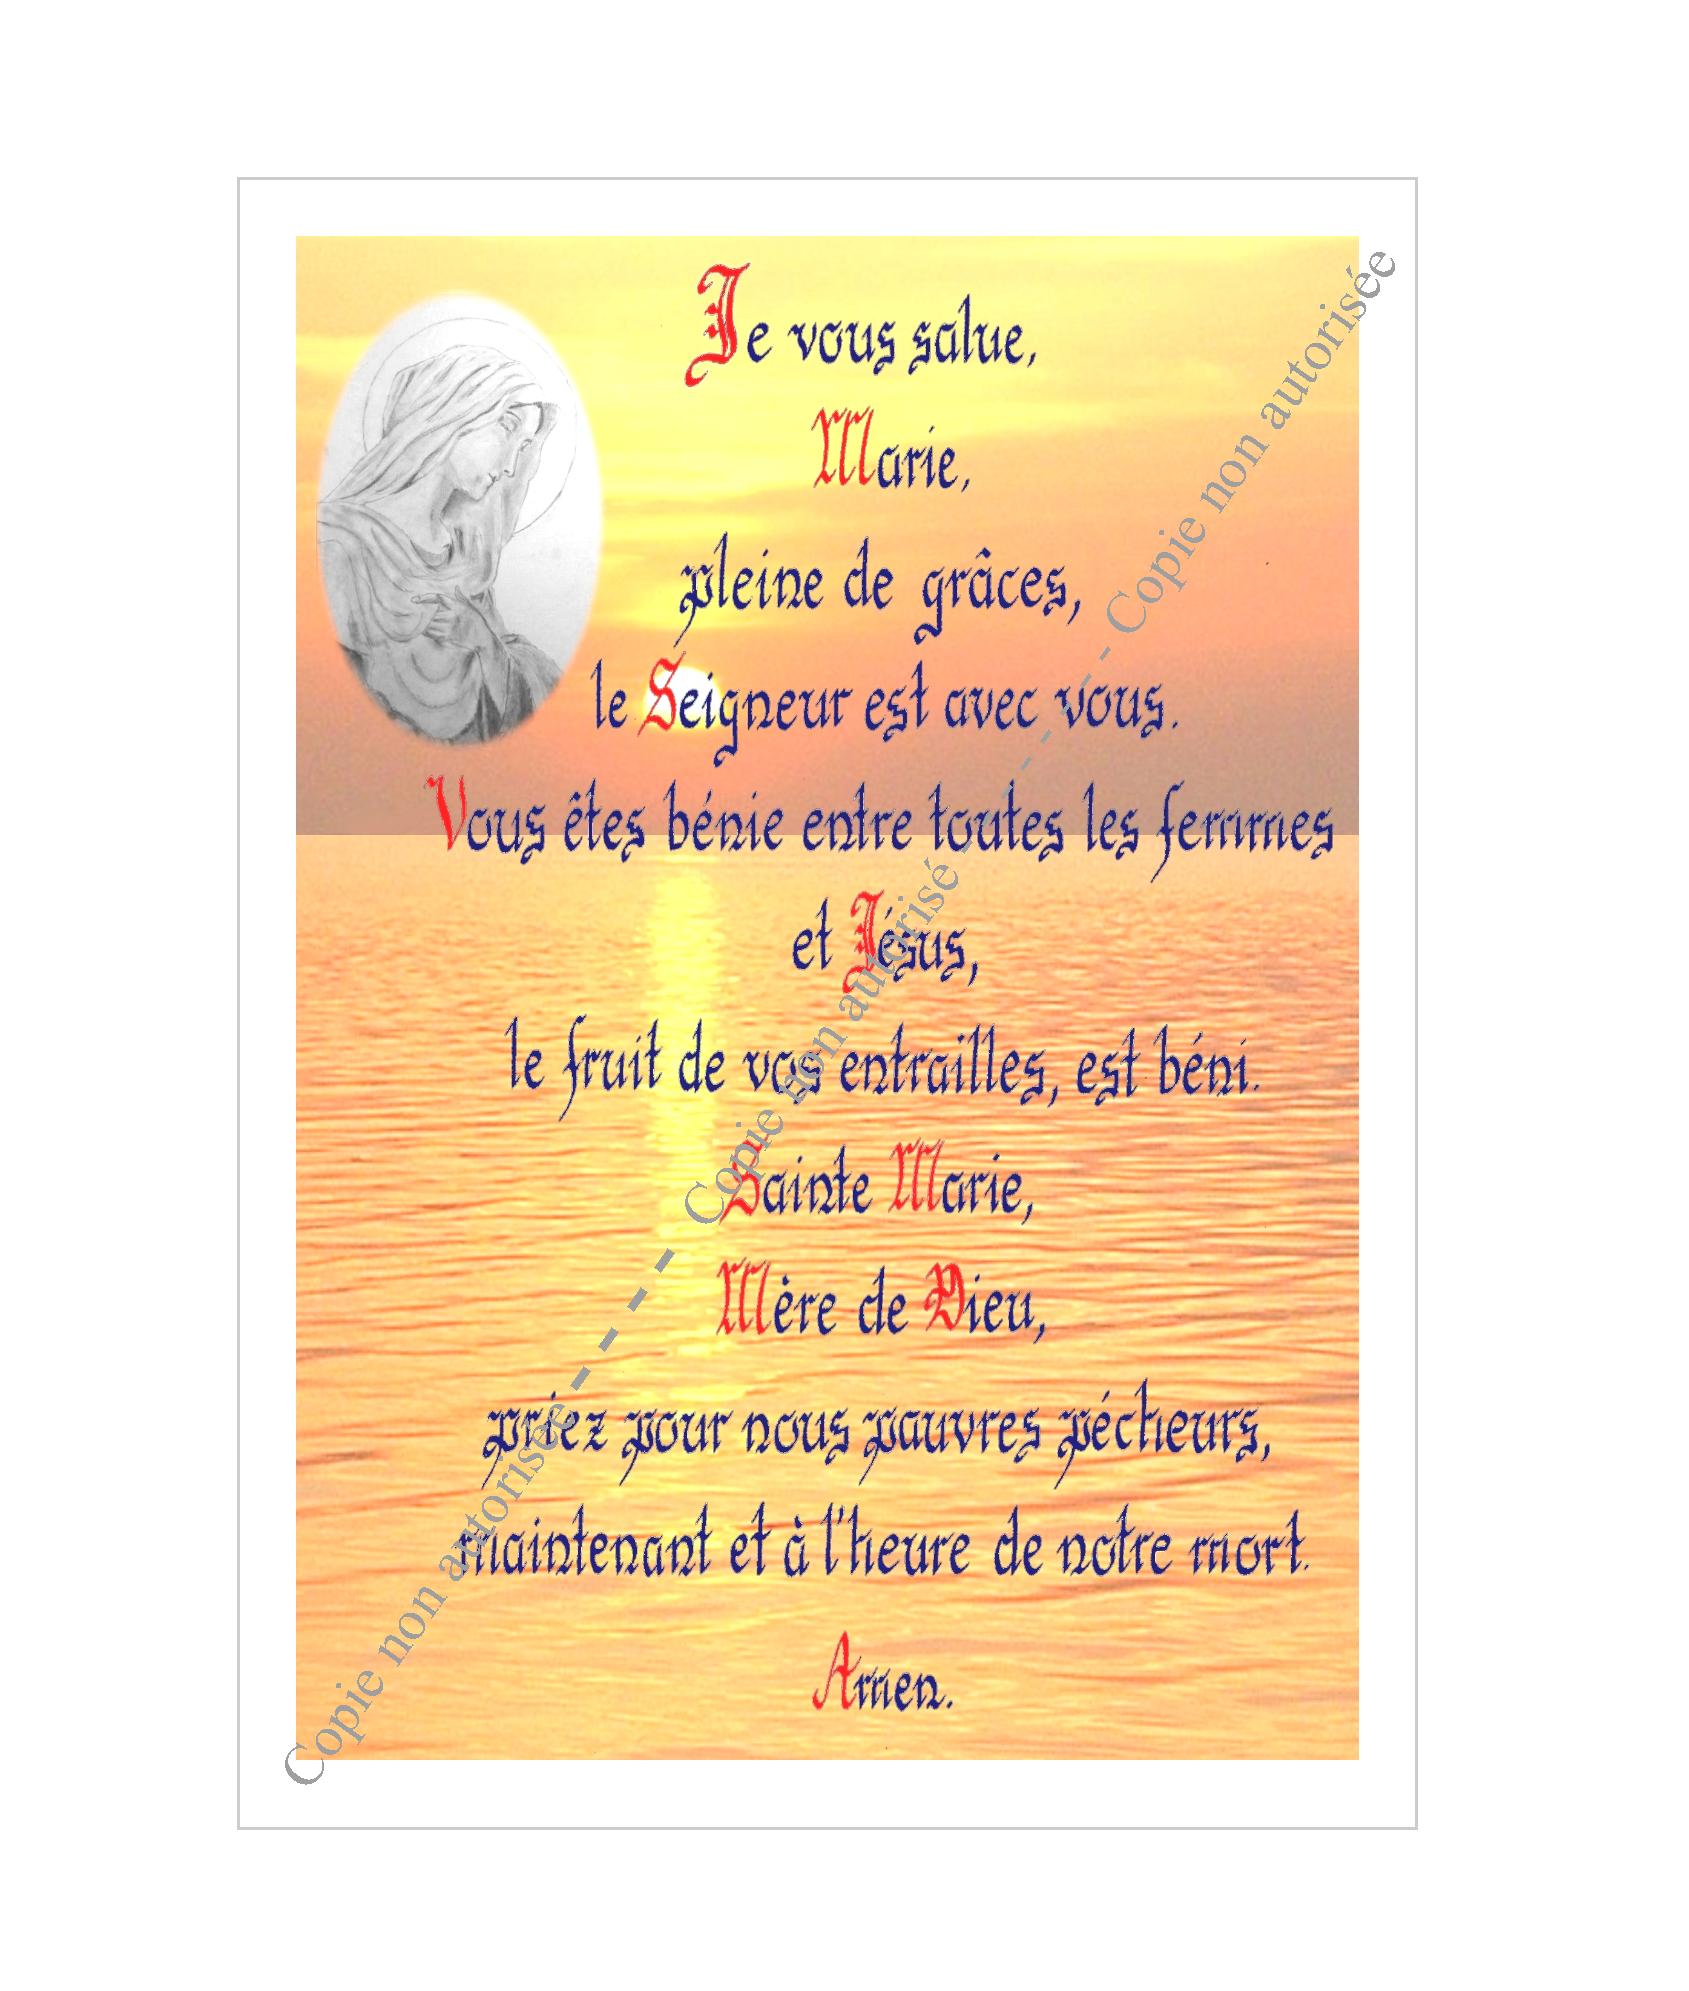 Je vous salue,
Marie,
pleine de grâces,
le Seigneur est avec vous.
Vous êtes bénie entre toutes les femmes
et Jésus,
le fruit de vos entrailles, est béni.
Sainte Marie,
Mère de Dieu,
priez pour nous pauvres pécheurs,
maintenant et à l'heure de notre mort.
Amen.
Copie non autorisée - - - - - Copie non autorisé - - - - - Copie non autorisée